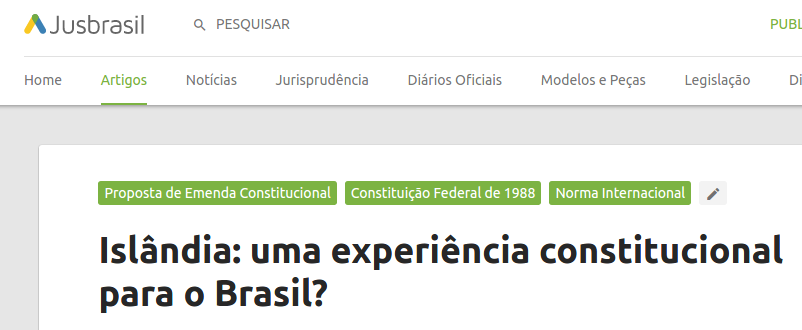 Jusbrasil PESQUISAR PUBL
Home Artigos Notícias Jurisprudência Diários Oficiais Modelos e Peças Legislação Di
Proposta de Emenda Constitucional Constituição Federal de 1988 Norma Internacional
Islândia: uma experiência constitucional
para o Brasil?